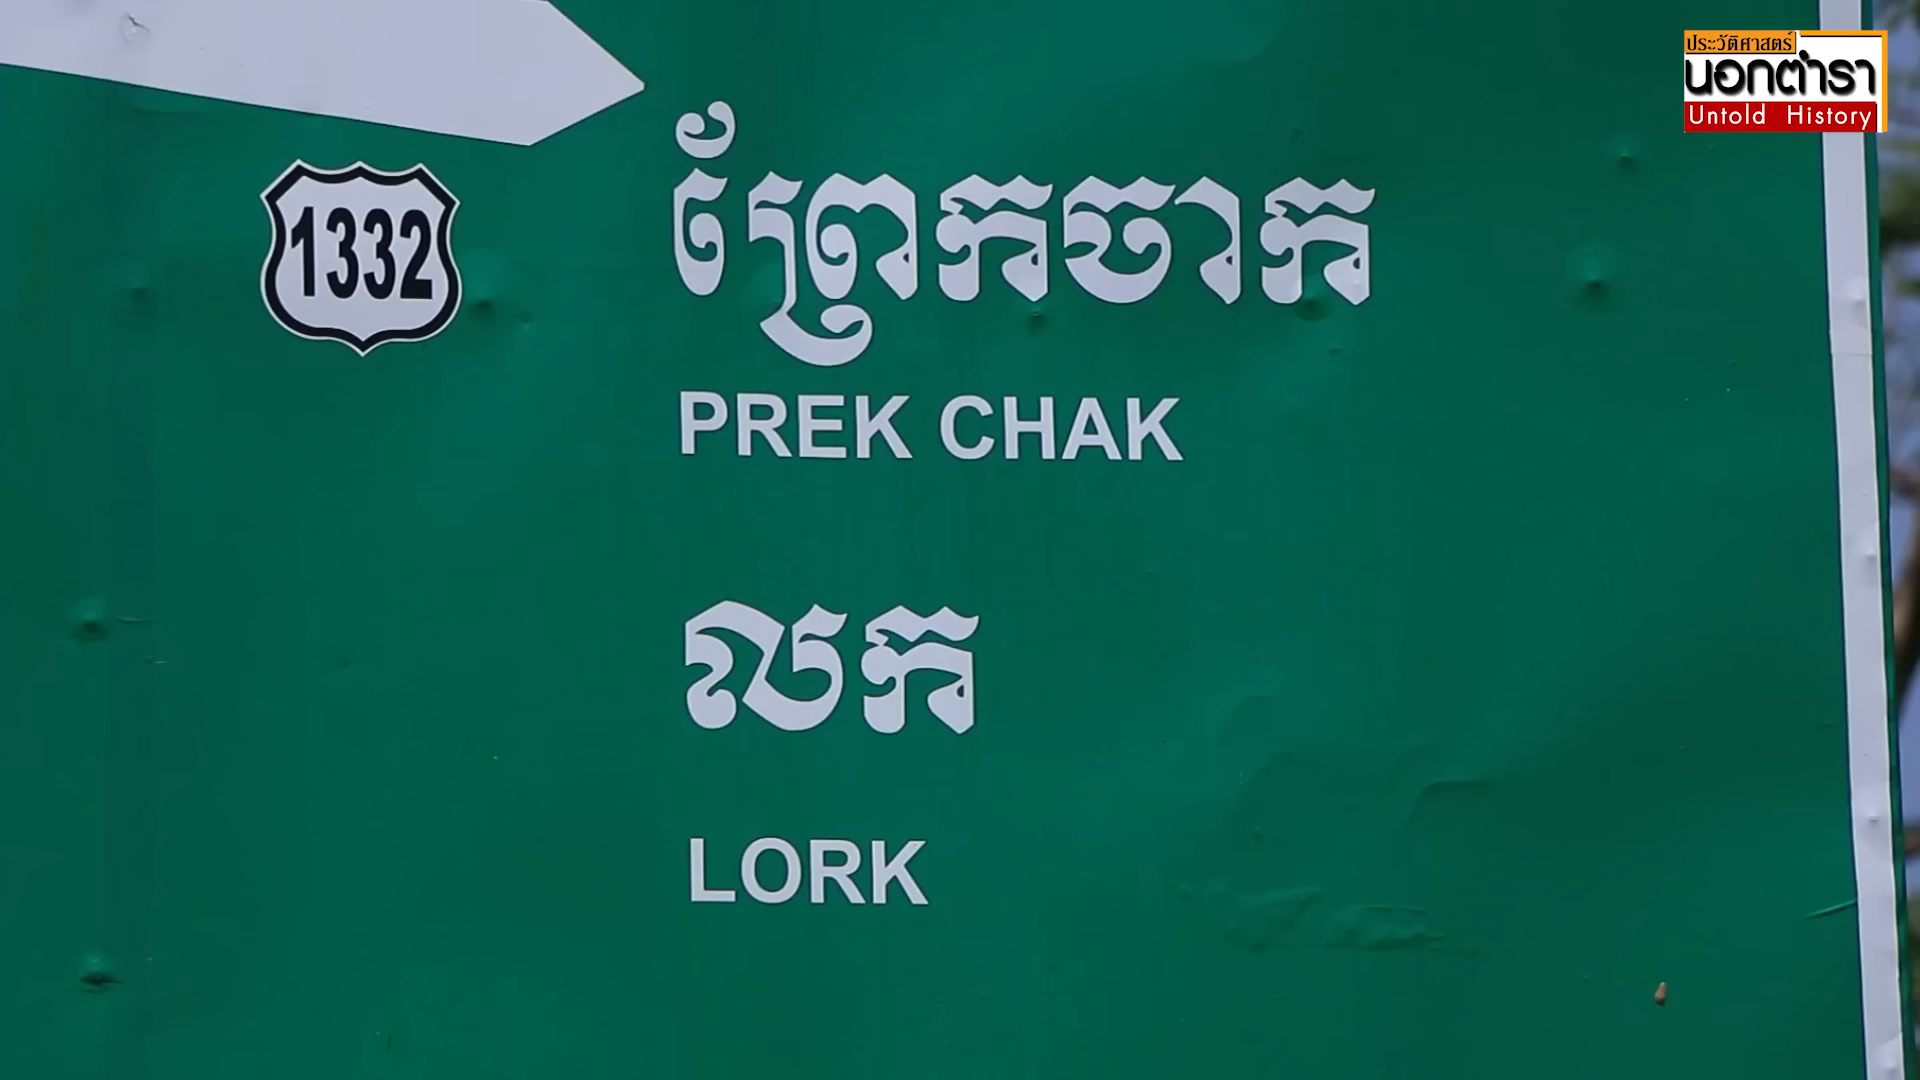 ประวัติศาสตร์
นอกตำรา
Untold History
1332
ព្រែកចាក
PREK CHAK
លក
LORK